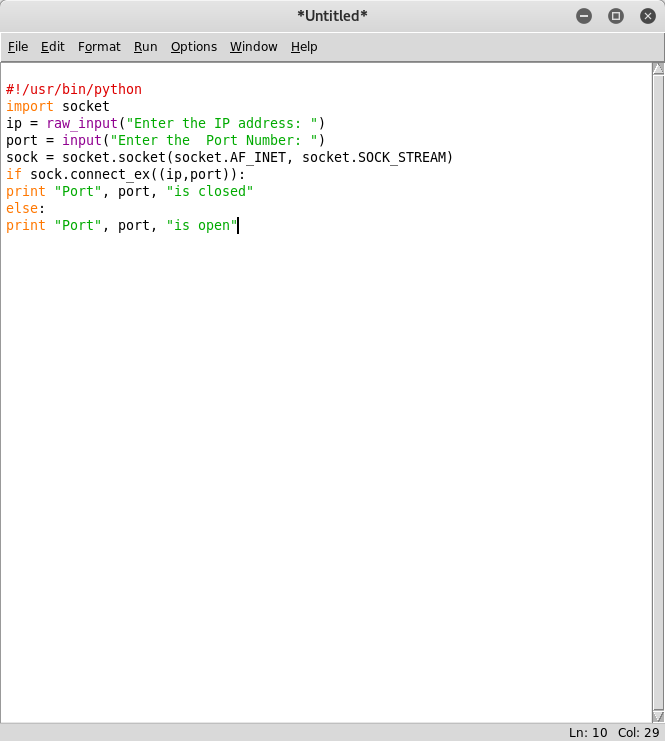 *Untitled*
File Edit Format Run Options Window Help
#!/usr/bin/python
import socket
ip = raw_input("Enter the IP address: ")
port = input("Enter the  Port Number: ")
sock = socket.socket(socket.AF_INET, socket.SOCK_STREAM)
if sock.connect_ex((ip,port)):
print "Port", port, "is closed"
else:
print "Port", port, "is open"
Ln: 10 Col: 29